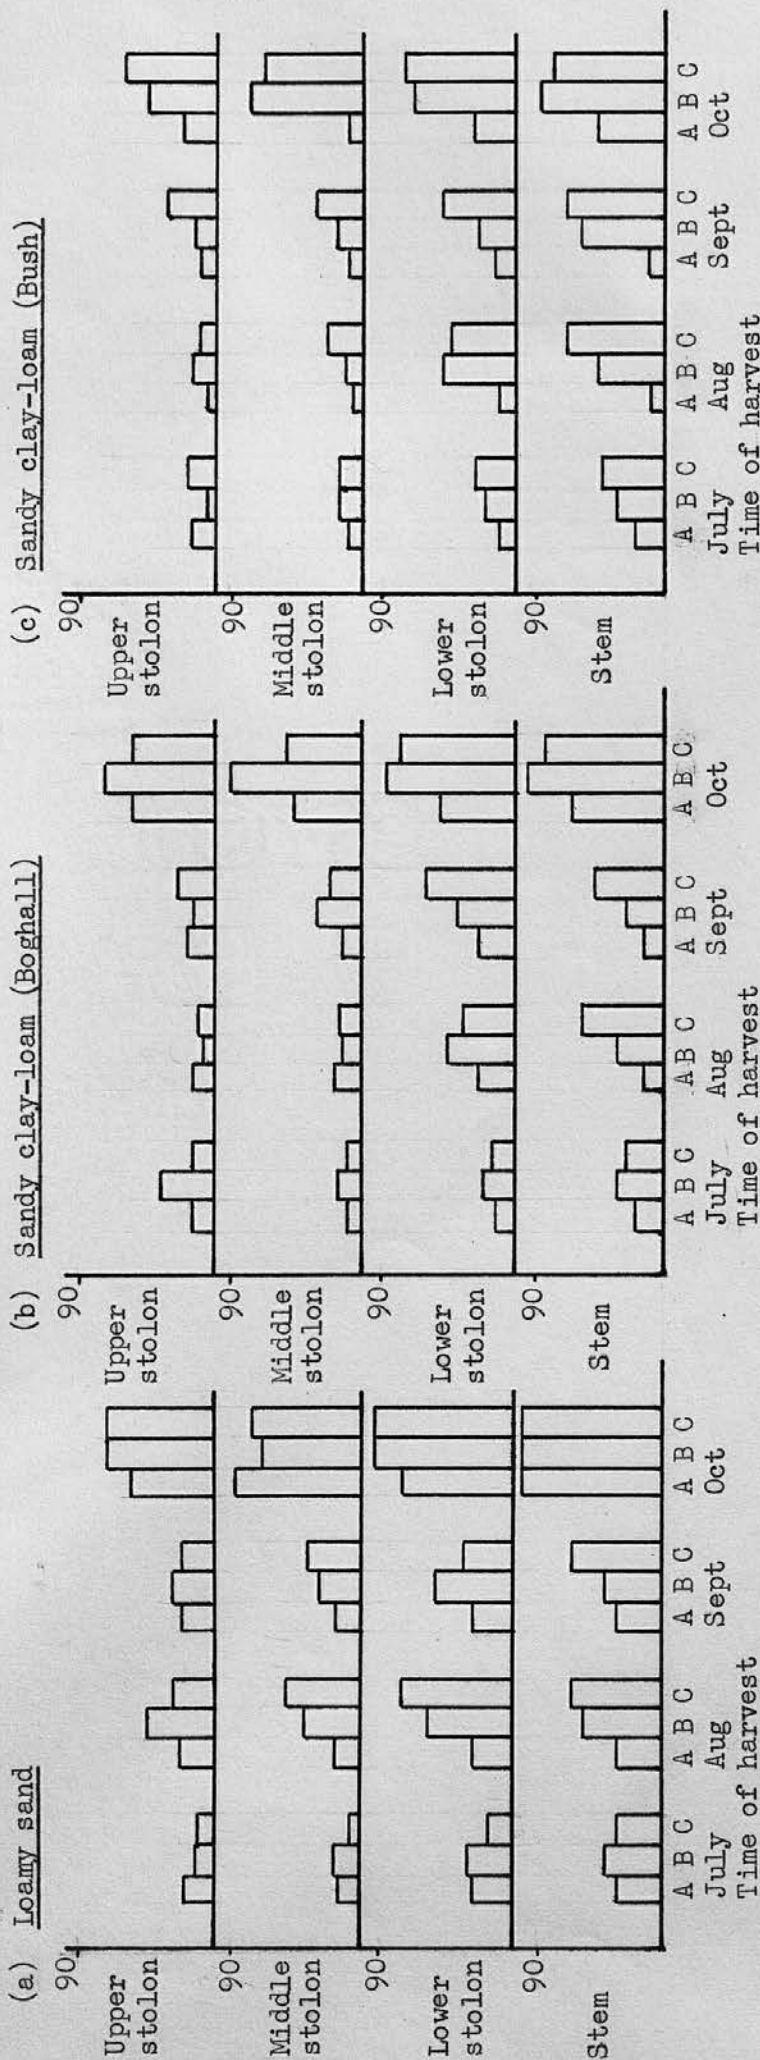 (a) Loamy sand
90
Upper
stolon
90
Middle
stolon
90
Lower
stolon
90
Stem
A B C A B C A B C A B C
July Aug Sept Oct
Time of harvest
(b) Sandy clay-loam (Boghall)
90
Upper
stolon
90
Middle
stolon
90
Lower
stolon
90
Stem
A B C A B C A B C A B C
July Aug Sept Oct
Time of harvest
(c) Sandy clay-loam (Bush)
90
Upper
stolon
90
Middle
stolon
90
Lower
stolon
90
Stem
A B C A B C A B C A B C
July Aug Sept Oct
Time of harvest